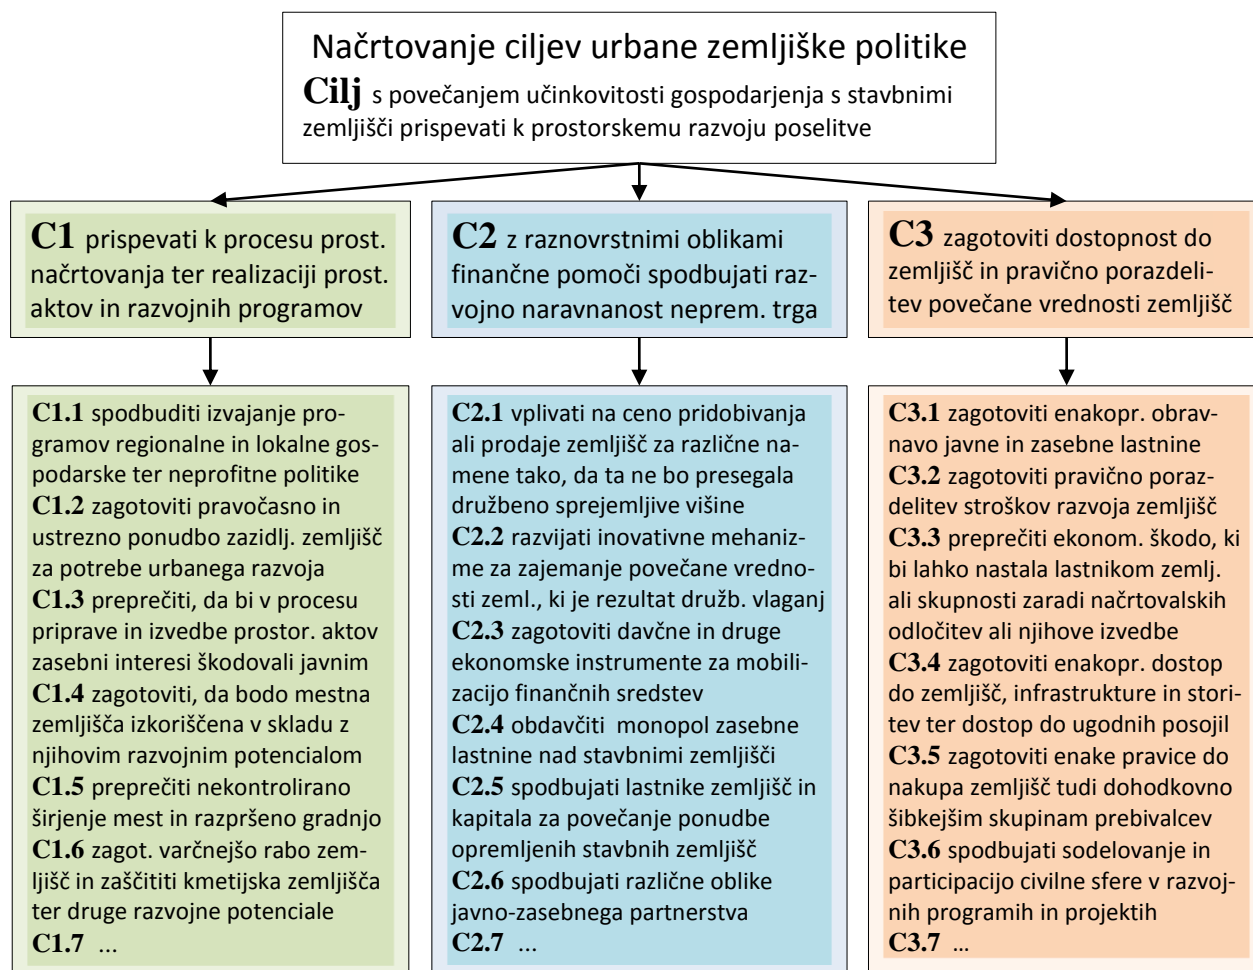 Načrtovanje ciljev urbane zemljiške politike
Cilj s povečanjem učinkovitosti gospodarjenja s stavbnimi
zemljišči prispevati k prostorskemu razvoju poselitve
C1 prispevati k procesu prost.
načrtovanja ter realizaciji prost.
aktov in razvojnih programov
C2 z raznovrstnimi oblikami
finančne pomoči spodbujati raz-
vojno naravnanost neprem. trga
C3 zagotoviti dostopnost do
zemljišč in pravično porazdeli-
tev povečane vrednosti zemljišč
C1.1 spodbuditi izvajanje pro-
gramov regionalne in lokalne gos-
podarske ter neprofitne politike
C1.2 zagotoviti pravočasno in
ustrezno ponudbo zazidlj. zemljišč
za potrebe urbanega razvoja
C1.3 preprečiti, da bi v procesu
priprave in izvedbe prostor. aktov
zasebni interesi škodovali javnim
C1.4 zagotoviti, da bodo mestna
zemljišča izkoriščena v skladu z
njihovim razvojnim potencialom
C1.5 preprečiti nekontrolirano
širjenje mest in razpršeno gradnjo
C1.6 zagot. varčnejšo rabo zem-
ljišč in zaščititi kmetijska zemljišča
ter druge razvojne potenciale
C1.7 ...
C2.1 vplivati na ceno pridobivanja
ali prodaje zemljišč za različne na-
mene tako, da ta ne bo presegala
družbeno sprejemljive višine
C2.2 razvijati inovativne mehaniz-
me za zajemanje povečane vredno-
sti zeml., ki je rezultat družb. vlaganj
C2.3 zagotoviti davčne in druge
ekonomske instrumente za mobili-
zacijo finančnih sredstev
C2.4 obdavčiti monopol zasebne
lastnine nad stavbnimi zemljišči
C2.5 spodbujati lastnike zemljišč in
kapitala za povečanje ponudbe
opremljenih stavbnih zemljišč
C2.6 spodbujati različne oblike
javno-zasebnega partnerstva
C2.7 ...
C3.1 zagotoviti enakopr. obrav-
navo javne in zasebne lastnine
C3.2 zagotoviti pravično poraz-
delitev stroškov razvoja zemljišč
C3.3 preprečiti ekonom. škodo, ki
bi lahko nastala lastnikom zemlj.
ali skupnosti zaradi načrtovalskih
odločitev ali njihove izvedbe
C3.4 zagotoviti enakopr. dostop
do zemljišč, infrastrukture in stori-
tev ter dostop do ugodnih posojil
C3.5 zagotoviti enake pravice do
nakupa zemljišč tudi dohodkovno
šibkejšim skupinam prebivalcev
C3.6 spodbujati sodelovanje in
participacijo civilne sfere v razvoj-
nih programih in projektih
C3.7 ...